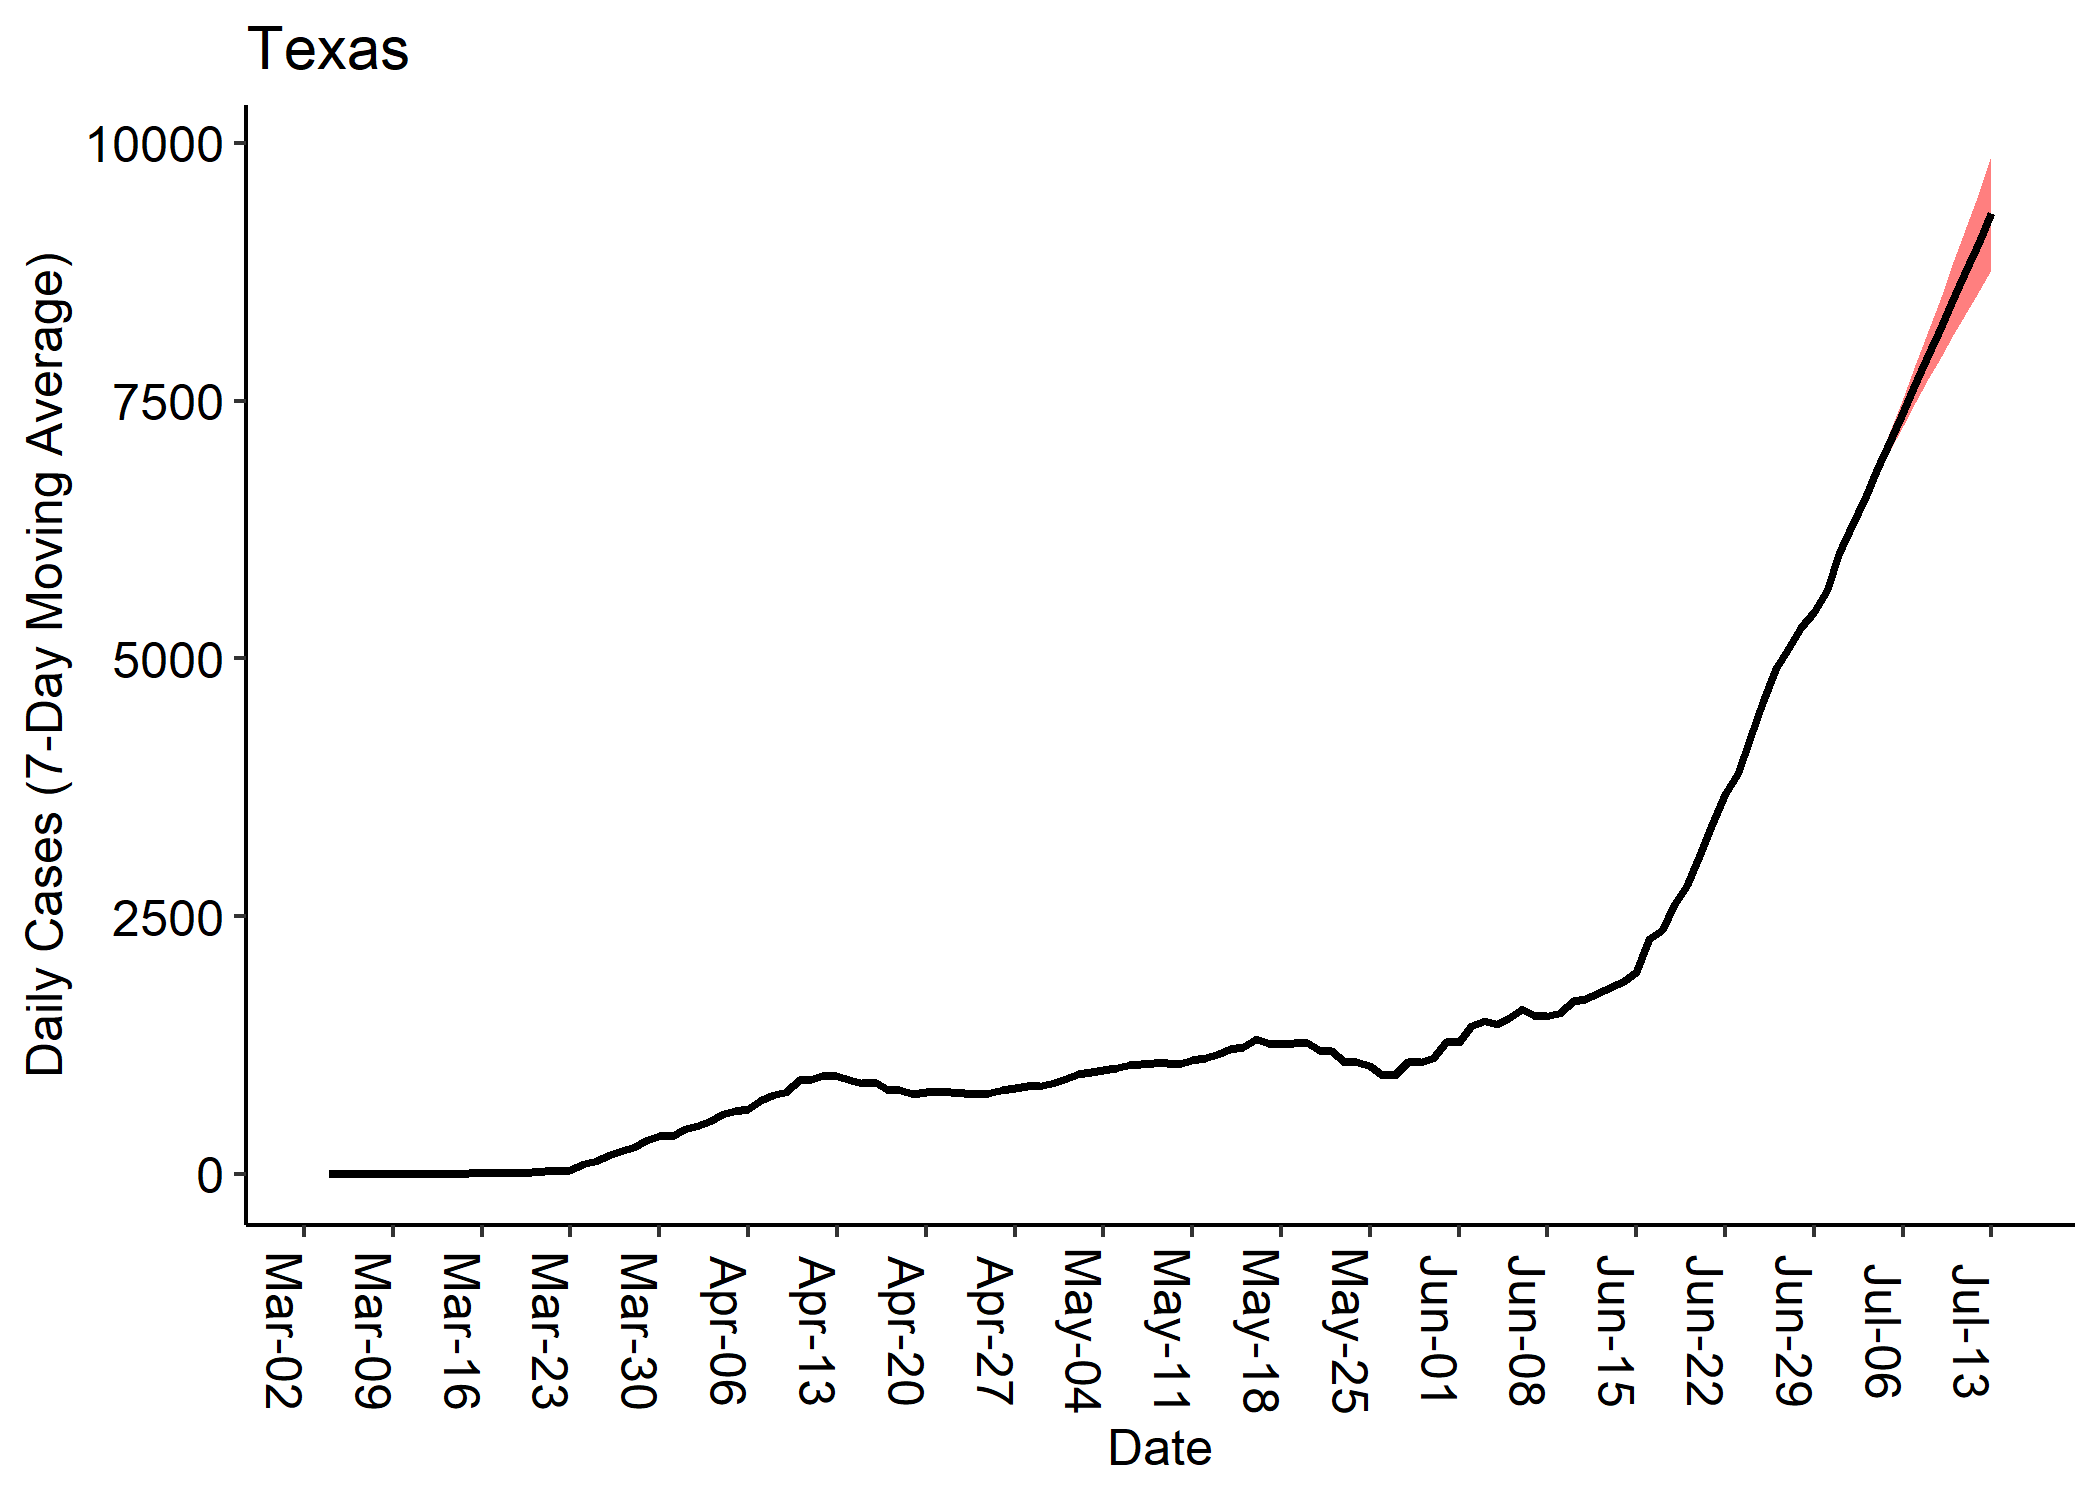 Texas
Daily Cases (7-Day Moving Average)
10000
7500
5000
2500
0
Mar-02
Mar-09
Mar-16
Mar-23
Mar-30
Apr-06
Apr-13
Apr-20
Apr-27
May-04
May-11
May-18
May-25
Jun-01
Jun-08
Jun-15
Jun-22
Jun-29
Jul-06
Jul-13
Date